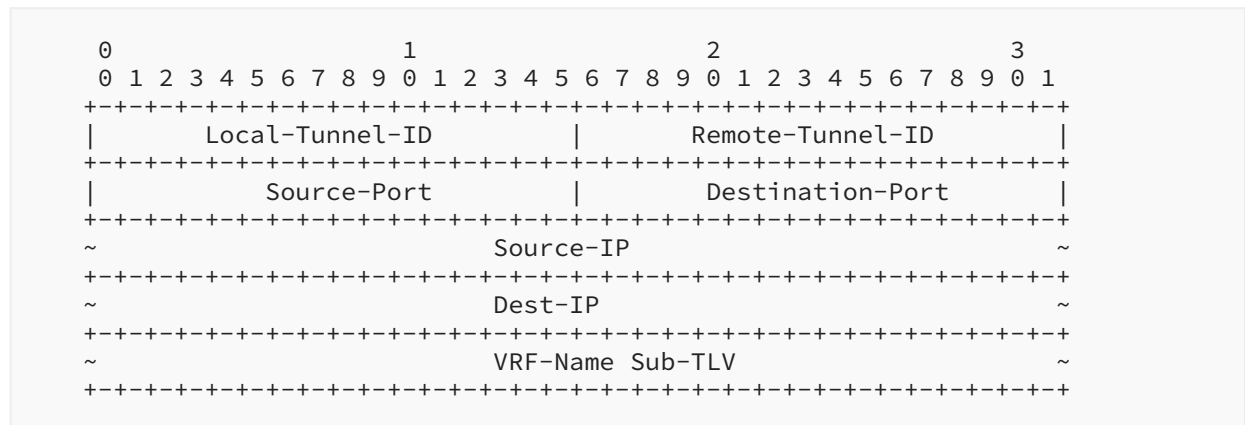 0                   1                   2                   3
 0 1 2 3 4 5 6 7 8 9 0 1 2 3 4 5 6 7 8 9 0 1 2 3 4 5 6 7 8 9 0 1
+-+-+-+-+-+-+-+-+-+-+-+-+-+-+-+-+-+-+-+-+-+-+-+-+-+-+-+-+-+-+-+-+
|       Local-Tunnel-ID         |       Remote-Tunnel-ID        |
+-+-+-+-+-+-+-+-+-+-+-+-+-+-+-+-+-+-+-+-+-+-+-+-+-+-+-+-+-+-+-+-+
|           Source-Port         |        Destination-Port       |
+-+-+-+-+-+-+-+-+-+-+-+-+-+-+-+-+-+-+-+-+-+-+-+-+-+-+-+-+-+-+-+-+
~                          Source-IP                            ~
+-+-+-+-+-+-+-+-+-+-+-+-+-+-+-+-+-+-+-+-+-+-+-+-+-+-+-+-+-+-+-+-+
~                          Dest-IP                              ~
+-+-+-+-+-+-+-+-+-+-+-+-+-+-+-+-+-+-+-+-+-+-+-+-+-+-+-+-+-+-+-+-+
~                          VRF-Name Sub-TLV                     ~
+-+-+-+-+-+-+-+-+-+-+-+-+-+-+-+-+-+-+-+-+-+-+-+-+-+-+-+-+-+-+-+-+